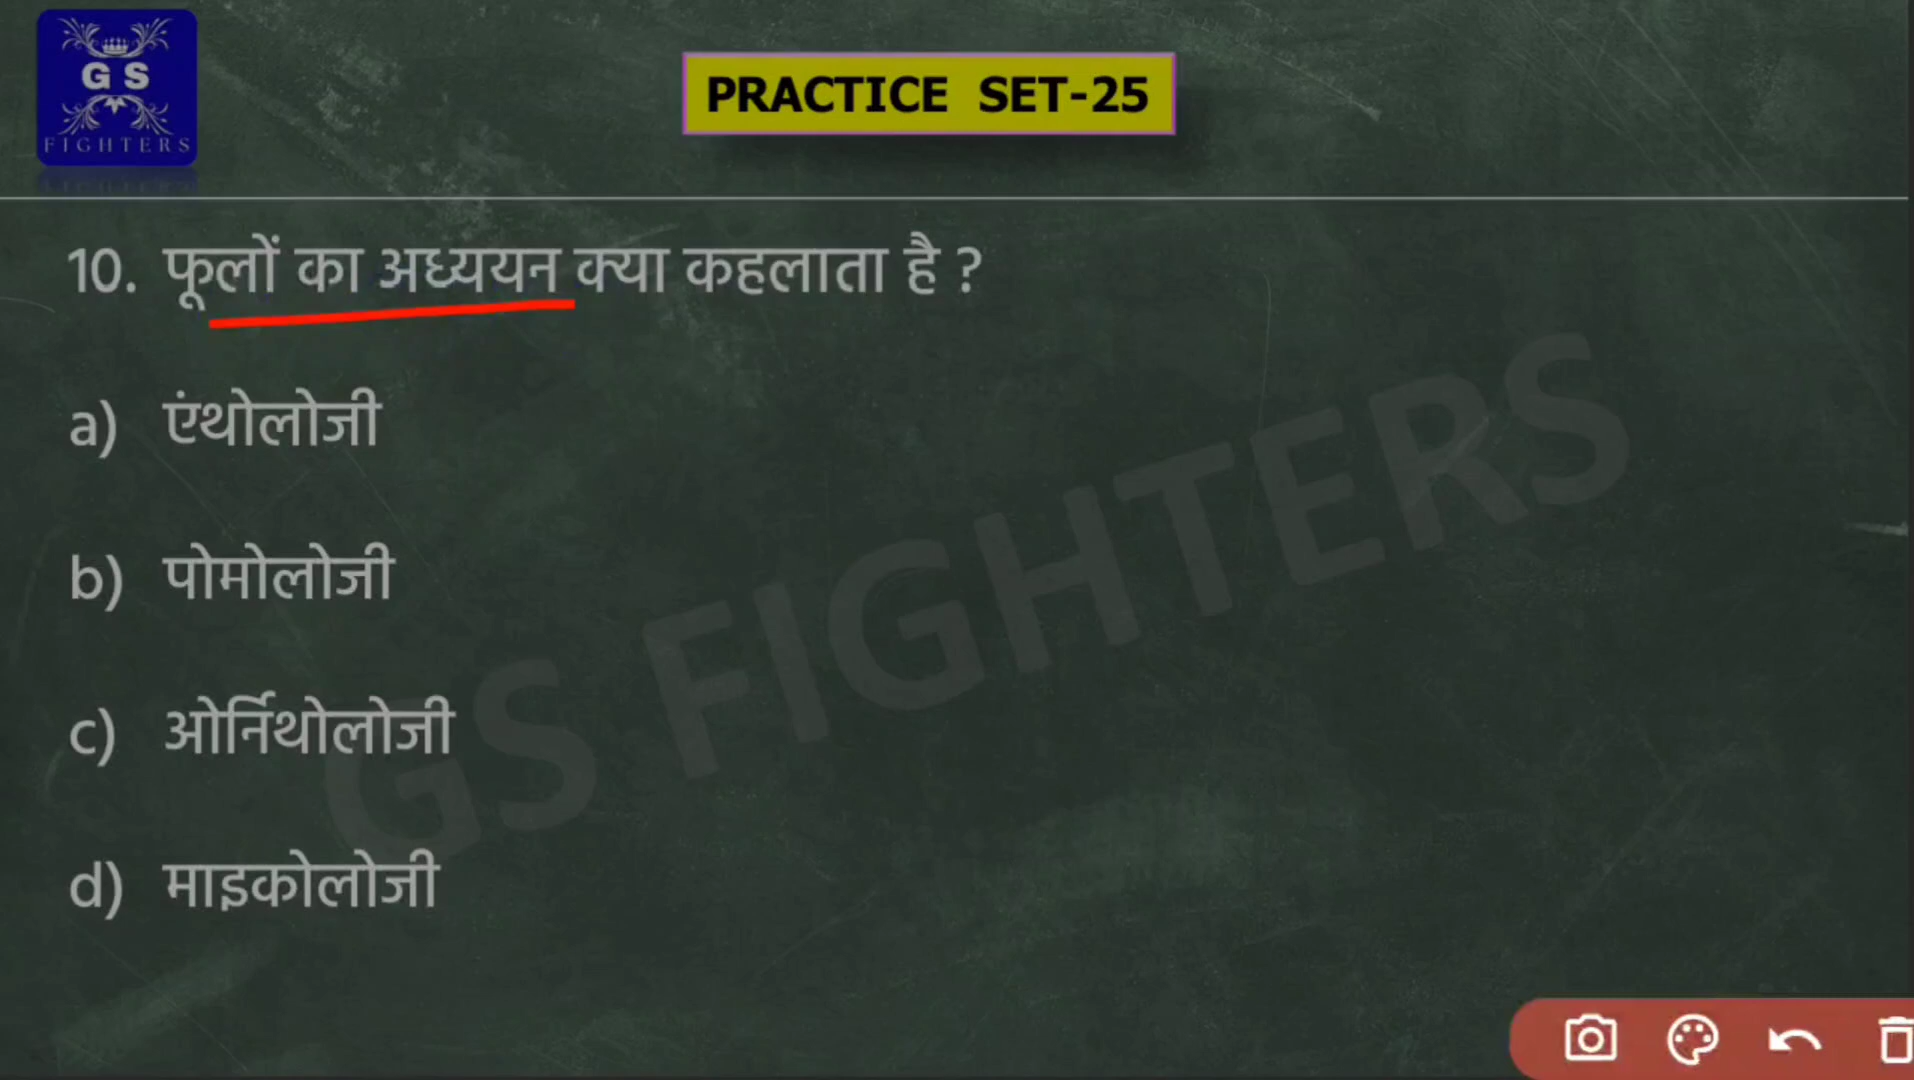 G S
FIGHTERS
PRACTICE SET-25
10. फूलों का अध्ययन क्या कहलाता है ?
a) एंथोलोजी
b) पोमोलोजी
c) ओर्निथोलोजी
d) माइकोलोजी
GS FIGHTERS